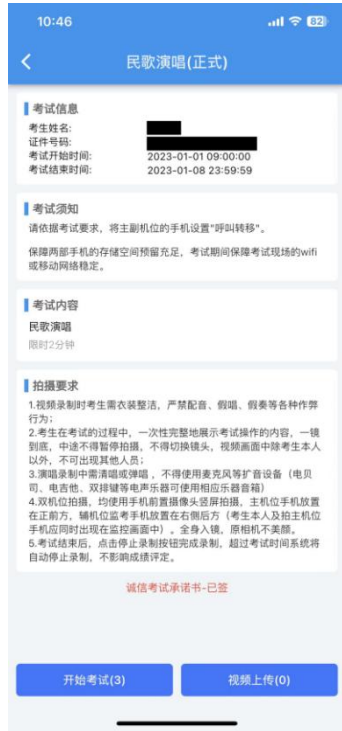 10:46
82
民歌演唱(正式)
考试信息
考生姓名:
证件号码:
考试开始时间: 2023-01-01 09:00:00
考试结束时间: 2023-01-08 23:59:59
考试须知
请依据考试要求，将主副机位的手机设置"呼叫转移"。
保障两部手机的存储空间预留充足，考试期间保障考试现场的wifi
或移动网络稳定。
考试内容
民歌演唱
限时2分钟
拍摄要求
1.视频录制时考生需衣装整洁，严禁配音、假唱、假奏等各种作弊
行为；
2.考生在考试的过程中，一次性完整地展示考试操作的内容，一镜
到底，中途不得暂停拍摄，不得切换镜头，视频画面中除考生本人
以外，不可出现其他人员；
3.演唱录制中需清唱或弹唱 ，不得使用麦克风等扩音设备（电贝
司、电吉他、双排键等电声乐器可使用相应乐器音箱）
4.双机位拍摄，均使用手机前置摄像头竖屏拍摄，主机位手机放置
在正前方，辅机位监考手机放置在右侧后方（考生本人及拍主机位
手机应同时出现在监控画面中）。全身入镜，原相机不美颜。
5.考试结束后，点击停止录制按钮完成录制，超过考试时间系统将
自动停止录制，不影响成绩评定。
诚信考试承诺书-已签
开始考试(3)
视频上传(0)